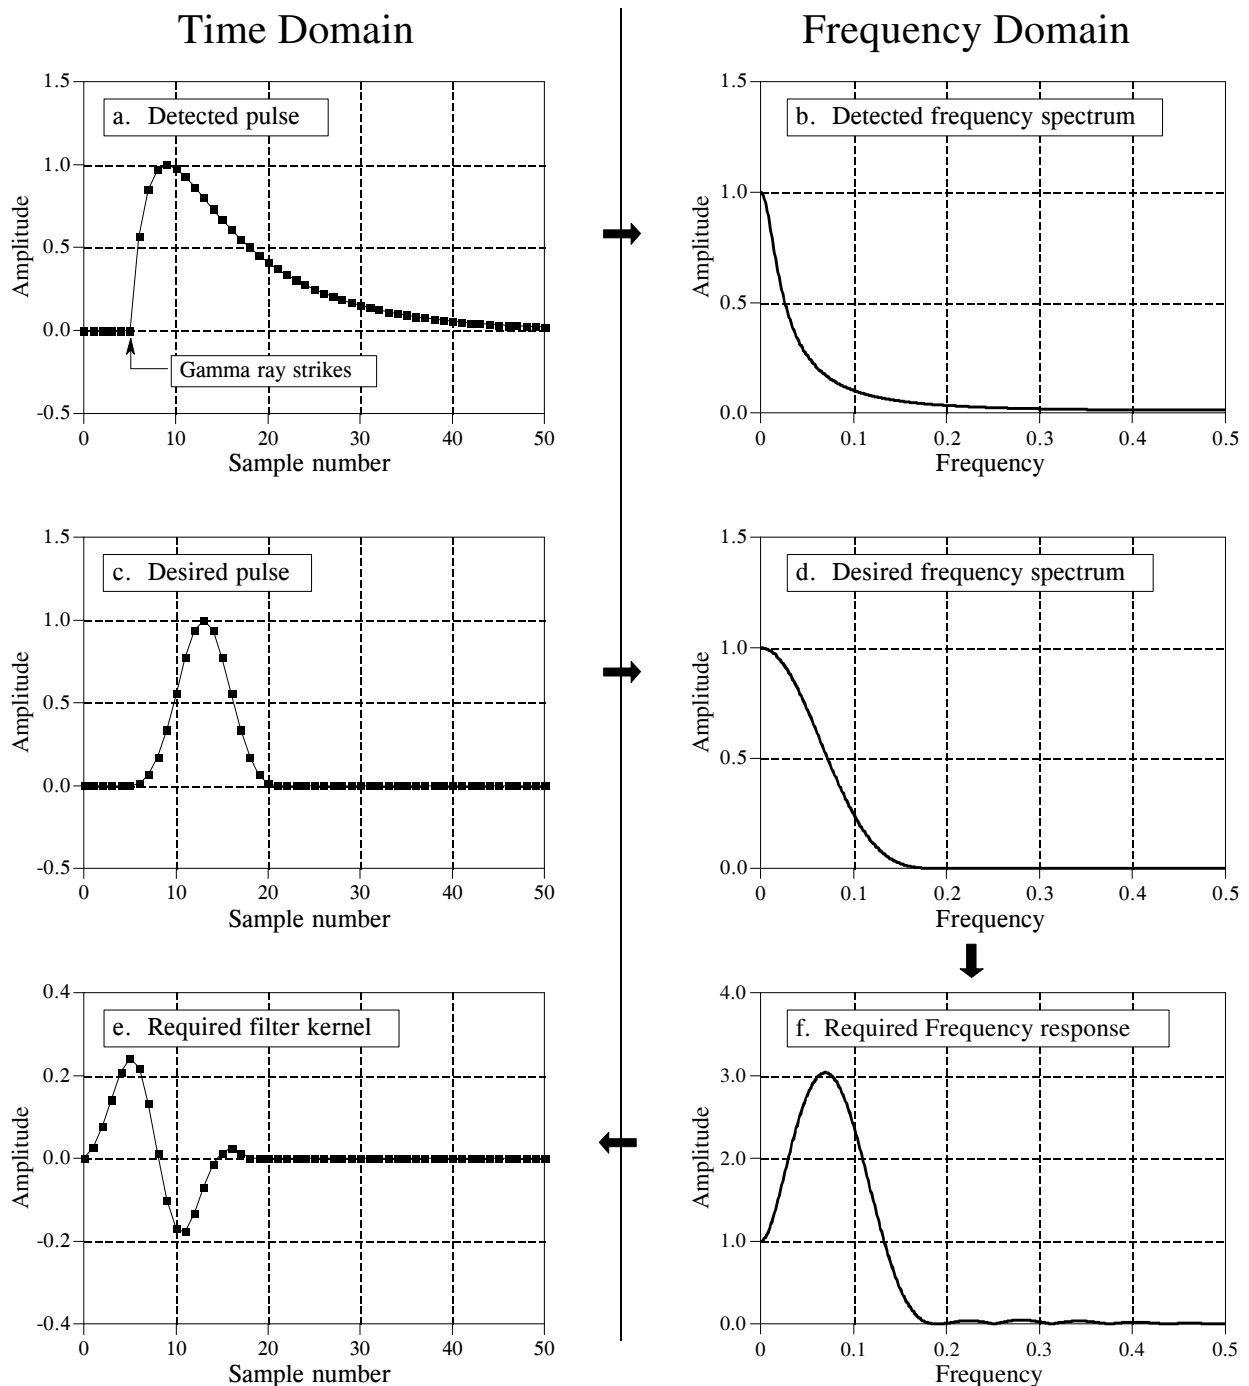 Time Domain
Frequency Domain
a. Detected pulse
1.5
1.0
0.5
0.0
-0.5
Amplitude
Gamma ray strikes
0 10 20 30 40 50
Sample number
b. Detected frequency spectrum
1.5
1.0
0.5
0.0
Amplitude
0 0.1 0.2 0.3 0.4 0.5
Frequency
c. Desired pulse
1.5
1.0
0.5
0.0
-0.5
Amplitude
0 10 20 30 40 50
Sample number
d. Desired frequency spectrum
1.5
1.0
0.5
0.0
Amplitude
0 0.1 0.2 0.3 0.4 0.5
Frequency
e. Required filter kernel
0.4
0.2
0.0
-0.2
-0.4
Amplitude
0 10 20 30 40 50
Sample number
f. Required Frequency response
4.0
3.0
2.0
1.0
0.0
Amplitude
0 0.1 0.2 0.3 0.4 0.5
Frequency